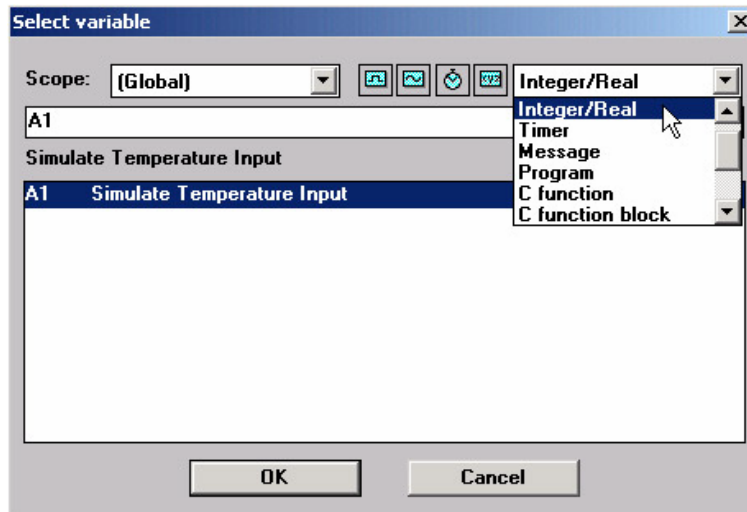 Select variable
Scope: (Global) xyz Integer/Real
A1
Integer/Real
Timer
Message
Program
C function
C function block
Simulate Temperature Input
A1 Simulate Temperature Input
OK Cancel